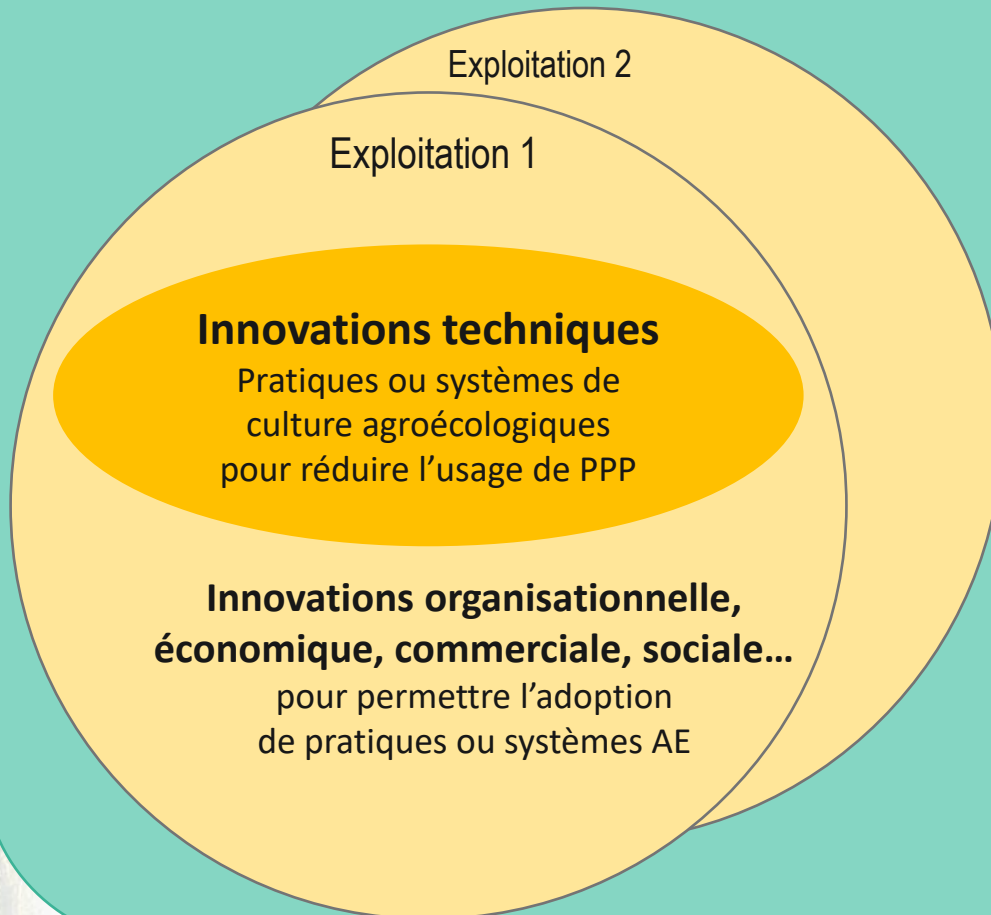 Exploitation 2
Exploitation 1
Innovations techniques
Pratiques ou systèmes de
culture agroécologiques
pour réduire l’usage de PPP
Innovations organisationnelle,
économique, commerciale, sociale…
pour permettre l’adoption
de pratiques ou systèmes AE